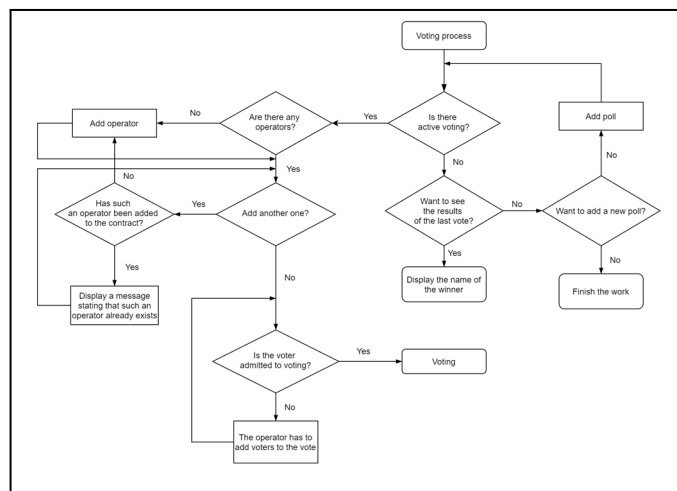 Voting process
Is there
active voting?
Yes
No
Are there any
operators?
No
Yes
Add operator
Add poll
No
Has such
an operator been added
to the contract?
No
Yes
Yes
Add another one?
No
Want to see
the results
of the last vote?
No
Yes
Want to add a new poll?
No
Display a message
stating that such an
operator already exists
Display the name of
the winner
Finish the work
Is the voter
admitted to voting?
Yes
Voting
No
The operator has to
add voters to the vote